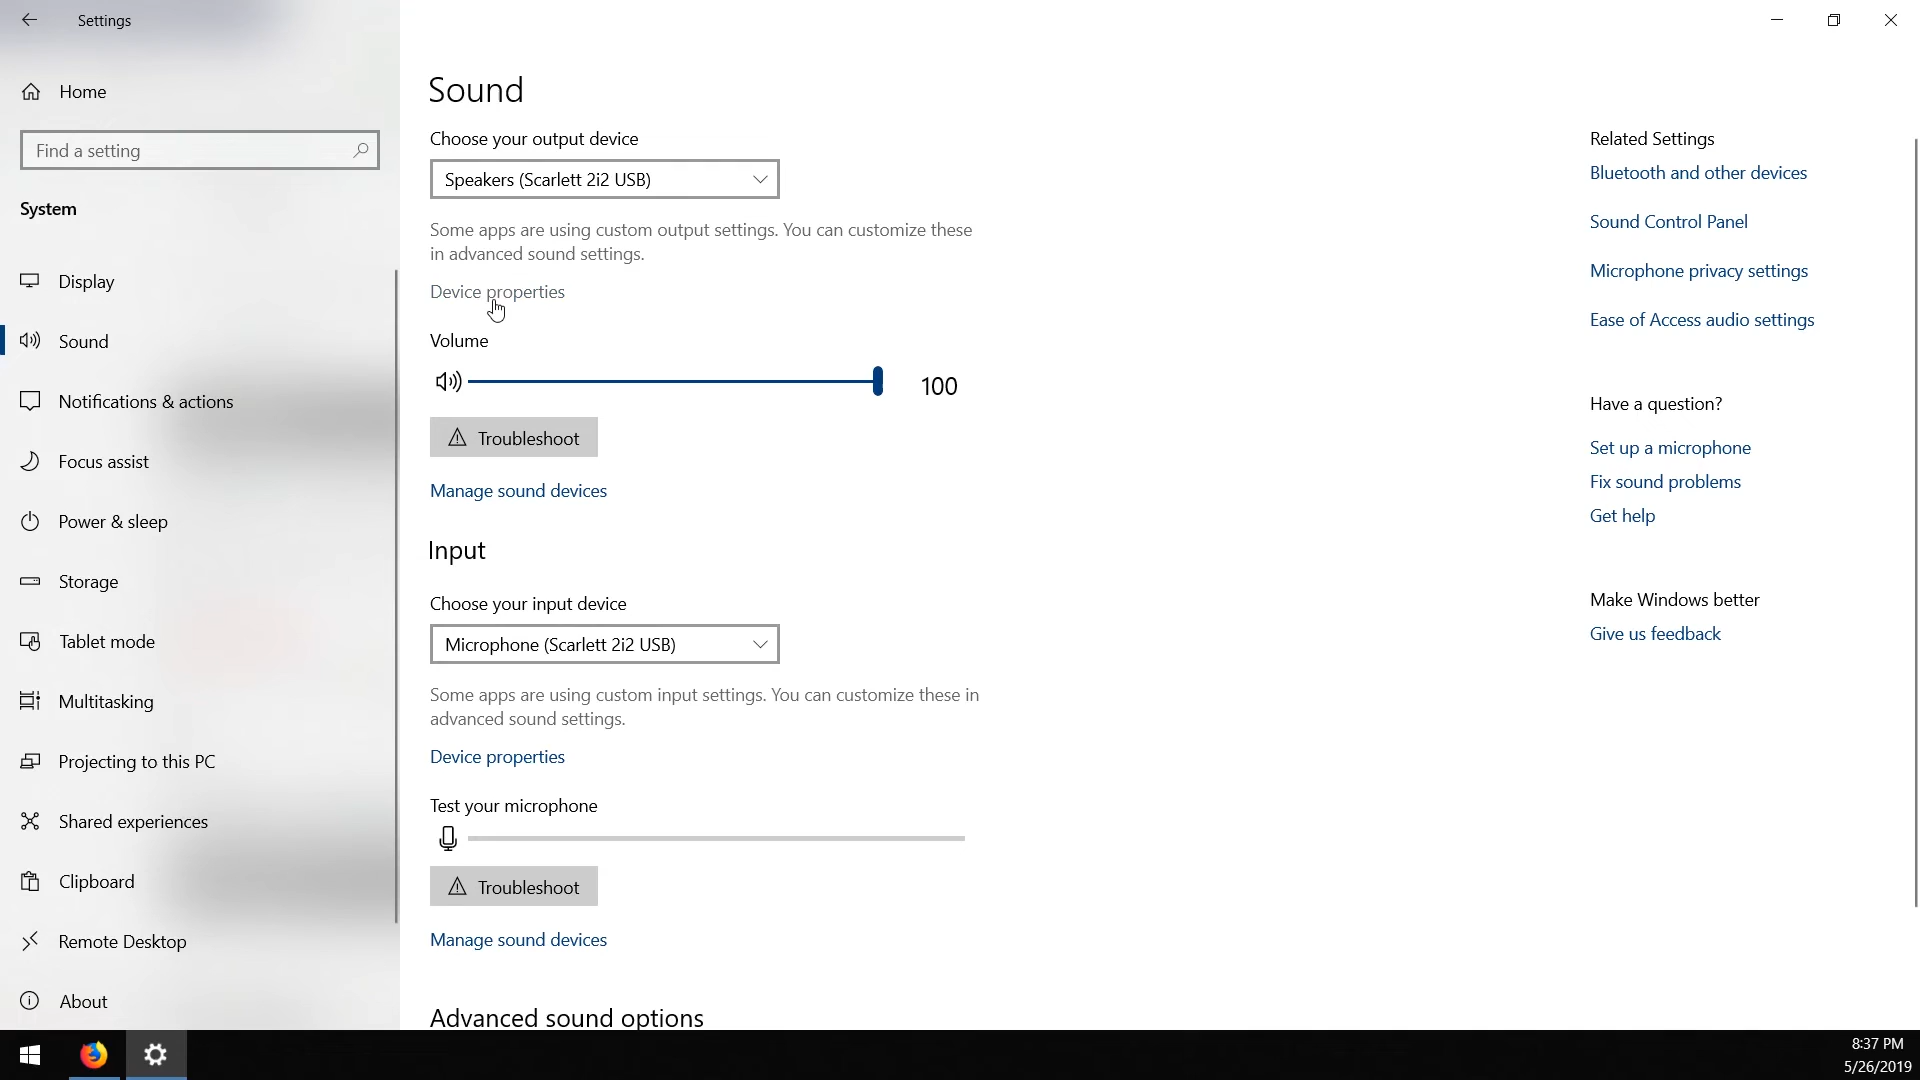 Settings
Home
Find a setting
System
Display
Sound
Notifications & actions
Focus assist
Power & sleep
Storage
Tablet mode
Multitasking
Projecting to this PC
Shared experiences
Clipboard
Remote Desktop
About
Sound
Choose your output device
Speakers (Scarlett 2i2 USB)
Some apps are using custom output settings. You can customize these
in advanced sound settings.
Device properties
Volume
100
Troubleshoot
Manage sound devices
Input
Choose your input device
Microphone (Scarlett 2i2 USB)
Some apps are using custom input settings. You can customize these in
advanced sound settings.
Device properties
Test your microphone
Troubleshoot
Manage sound devices
Advanced sound options
Related Settings
Bluetooth and other devices
Sound Control Panel
Microphone privacy settings
Ease of Access audio settings
Have a question?
Set up a microphone
Fix sound problems
Get help
Make Windows better
Give us feedback
8:37 PM
5/26/2019